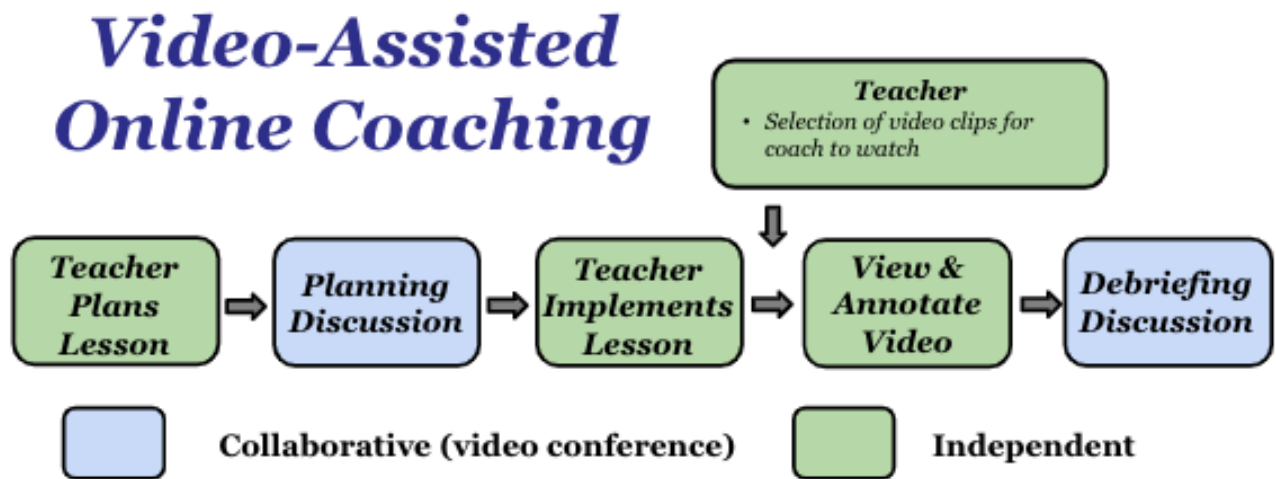 Video-Assisted
Online Coaching
Teacher
• Selection of video clips for
coach to watch
Teacher
Plans
Lesson
Planning
Discussion
Teacher
Implements
Lesson
View &
Annotate
Video
Debriefing
Discussion
Collaborative (video conference)
Independent